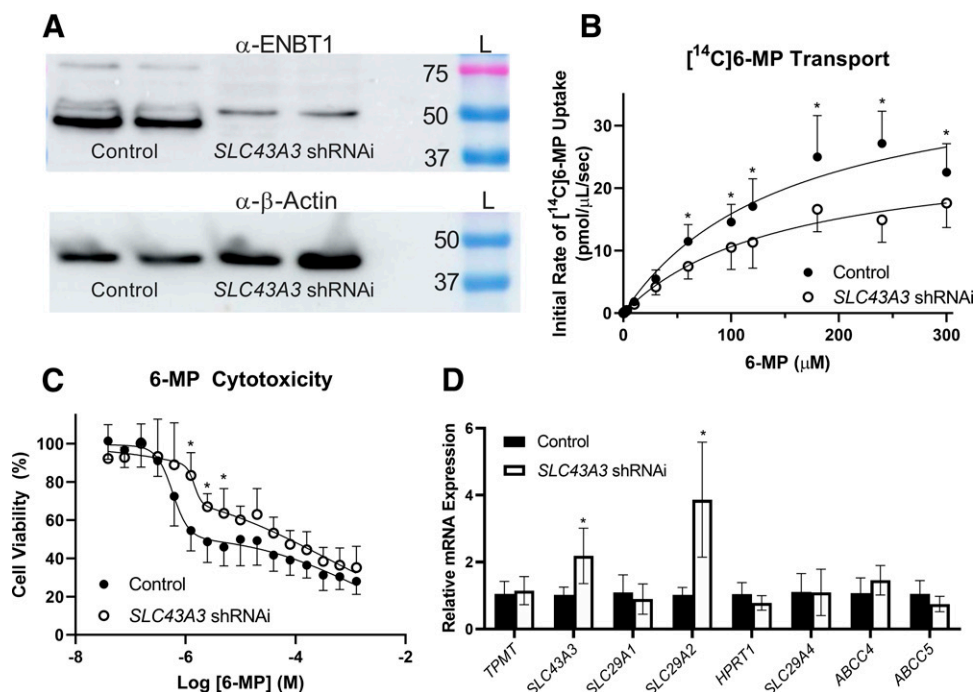 A
α-ENBT1
L
75
50
37
Control
SLC43A3 shRNAi
α-β-Actin
L
50
37
Control
SLC43A3 shRNAi
B
[¹⁴C]6-MP Transport
Initial Rate of [¹⁴C]6-MP Uptake
(pmol/μL/sec)
30
20
10
0
* * * * * *
Control
SLC43A3 shRNAi
0 100 200 300
6-MP (μM)
C
6-MP Cytotoxicity
Cell Viability (%)
100
80
60
40
20
0
* * *
Control
SLC43A3 shRNAi
-8 -6 -4 -2
Log [6-MP] (M)
D
Relative mRNA Expression
6
4
2
0
Control
SLC43A3 shRNAi
* *
TPMT
SLC43A3
SLC29A1
SLC29A2
HPRT1
SLC29A4
ABCC4
ABCC5